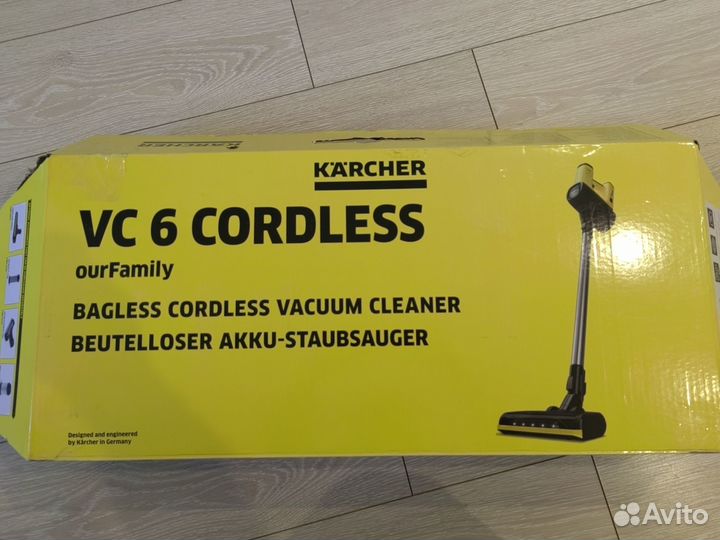 KÄRCHER
KÄRCHER
VC 6 CORDLESS
ourFamily
BAGLESS CORDLESS VACUUM CLEANER
BEUTELLOSER AKKU-STAUBSAUGER
Designed and engineered
by Kärcher in Germany
Avito